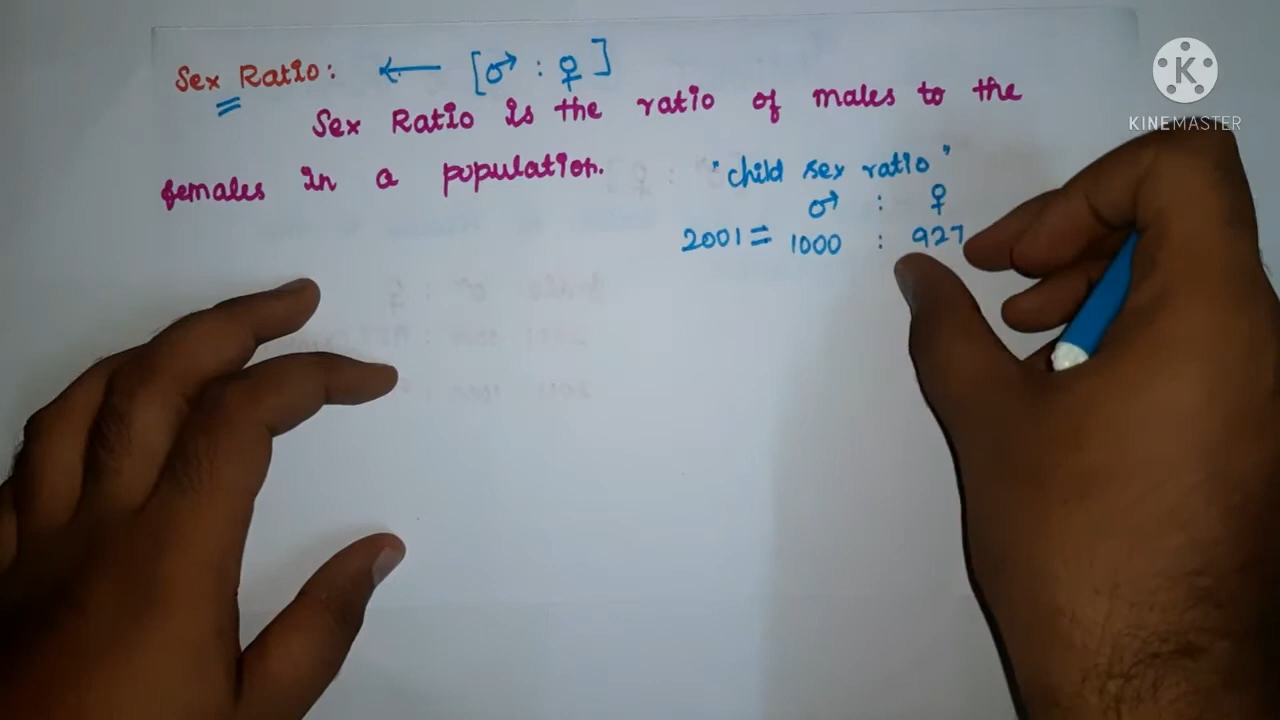 Sex Ratio: ← [♂ : ♀]
Sex Ratio is the ratio of males to the
females in a population.
"child sex ratio"
♂ : ♀
2001 = 1000 : 927
K
KINEMASTER